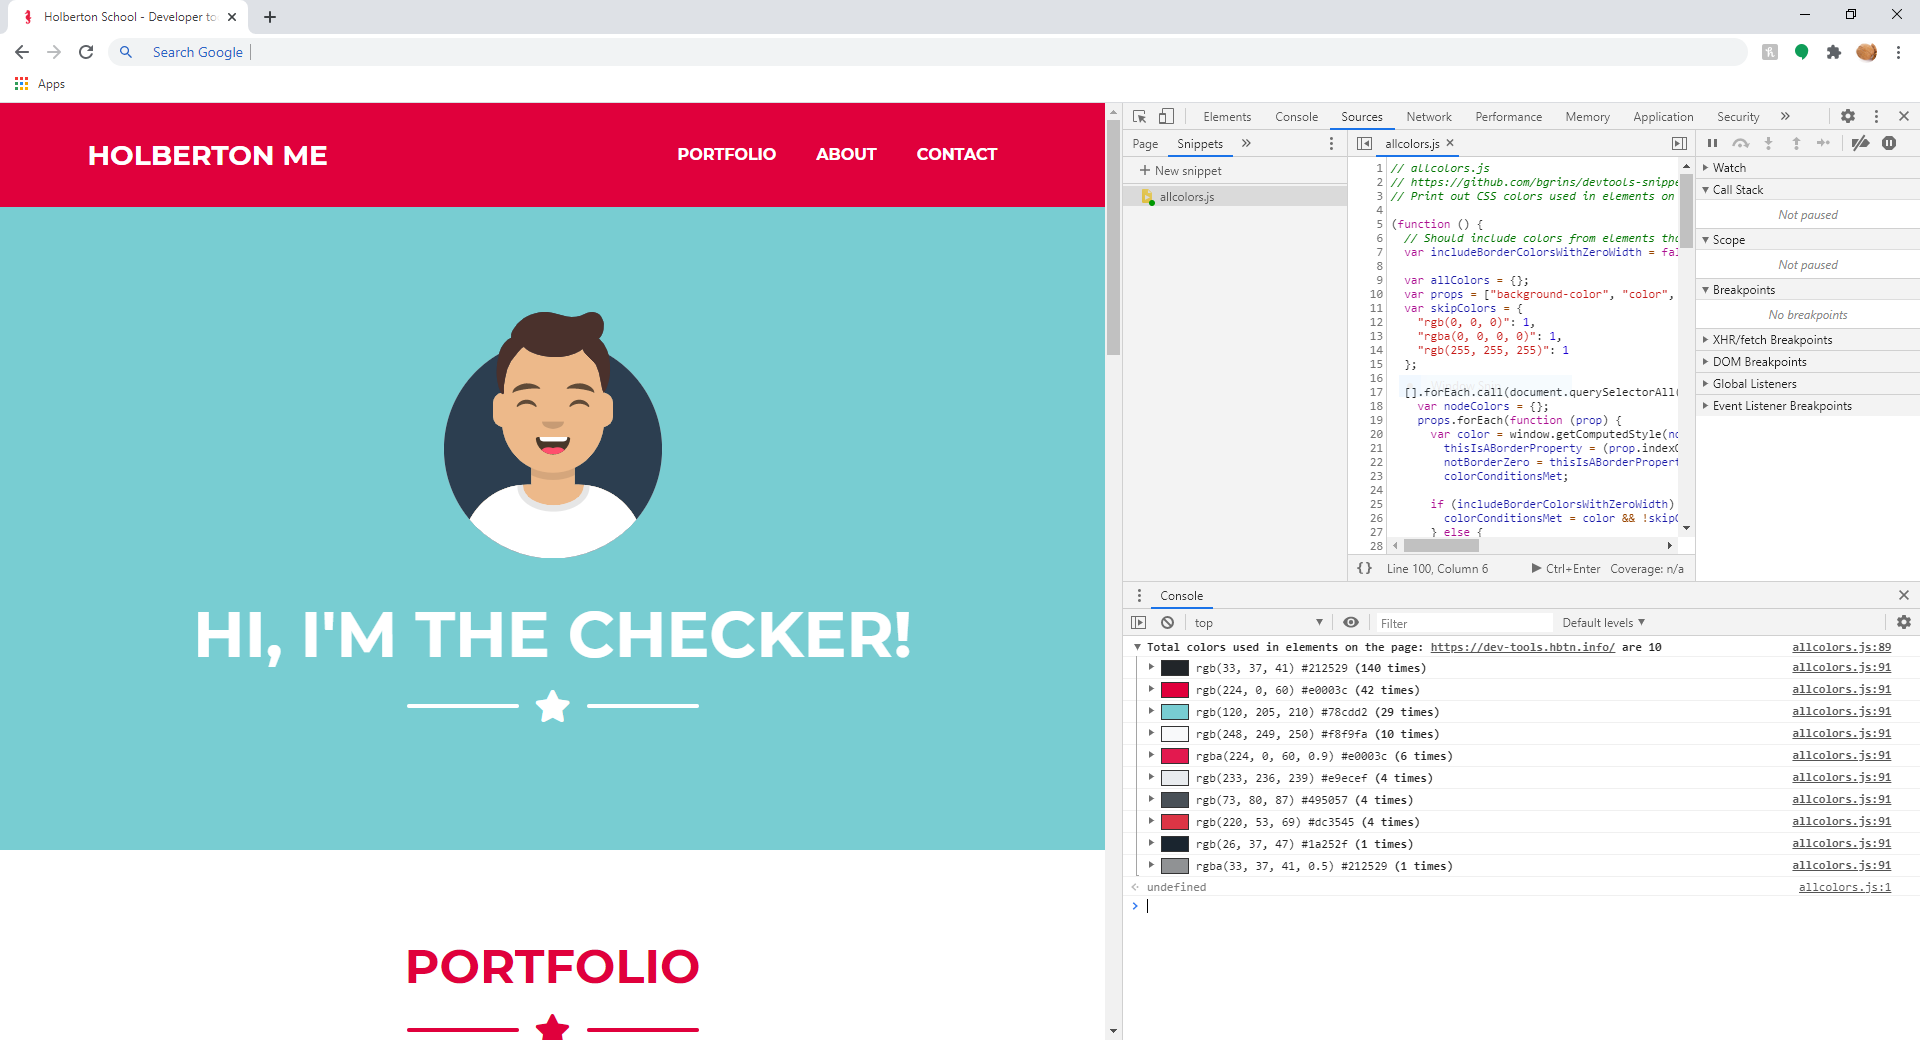 Holberton School - Developer to
Search Google
Apps
HOLBERTON ME
PORTFOLIO ABOUT CONTACT
HI, I'M THE CHECKER!
PORTFOLIO
Elements Console Sources Network Performance Memory Application Security
Page Snippets
New snippet
allcolors.js
allcolors.js
1 // allcolors.js
2 // https://github.com/bgrins/devtools-snippe
3 // Print out CSS colors used in elements on
4
5 (function () {
6 // Should include colors from elements tha
7 var includeBorderColorsWithZeroWidth = fal
8
9 var allColors = {};
10 var props = ["background-color", "color",
11 var skipColors = {
12 "rgb(0, 0, 0)": 1,
13 "rgba(0, 0, 0, 0)": 1,
14 "rgb(255, 255, 255)": 1
15 };
16
17 [].forEach.call(document.querySelectorAll(
18 var nodeColors = {};
19 props.forEach(function (prop) {
20 var color = window.getComputedStyle(no
21 thisIsABorderProperty = (prop.indexO
22 notBorderZero = thisIsABorderPropert
23 colorConditionsMet;
24
25 if (includeBorderColorsWithZeroWidth)
26 colorConditionsMet = color && !skipC
27 } else {
28
{} Line 100, Column 6 Ctrl+Enter Coverage: n/a
Watch
Call Stack
Not paused
Scope
Not paused
Breakpoints
No breakpoints
XHR/fetch Breakpoints
DOM Breakpoints
Global Listeners
Event Listener Breakpoints
Console
top Filter Default levels
Total colors used in elements on the page: https://dev-tools.hbtn.info/ are 10 allcolors.js:89
rgb(33, 37, 41) #212529 (140 times) allcolors.js:91
rgb(224, 0, 60) #e0003c (42 times) allcolors.js:91
rgb(120, 205, 210) #78cdd2 (29 times) allcolors.js:91
rgb(248, 249, 250) #f8f9fa (10 times) allcolors.js:91
rgba(224, 0, 60, 0.9) #e0003c (6 times) allcolors.js:91
rgb(233, 236, 239) #e9ecef (4 times) allcolors.js:91
rgb(73, 80, 87) #495057 (4 times) allcolors.js:91
rgb(220, 53, 69) #dc3545 (4 times) allcolors.js:91
rgb(26, 37, 47) #1a252f (1 times) allcolors.js:91
rgba(33, 37, 41, 0.5) #212529 (1 times) allcolors.js:91
undefined allcolors.js:1